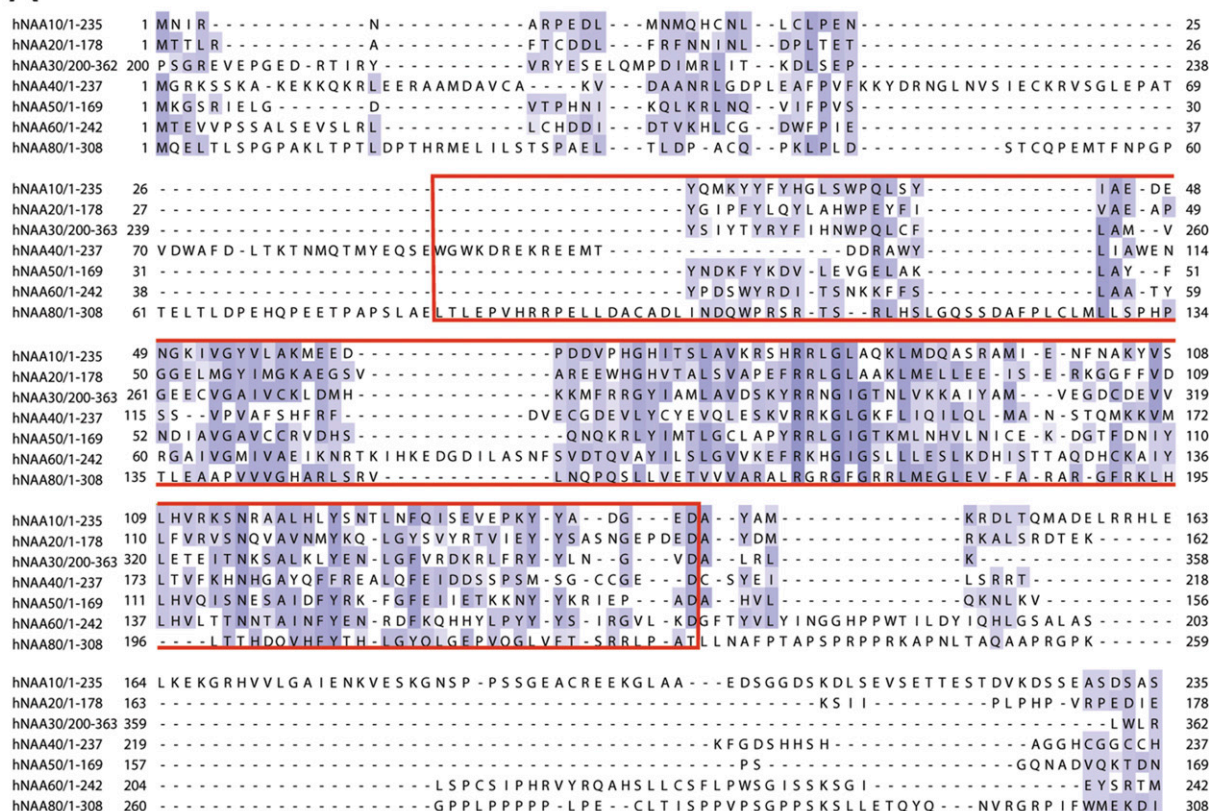 hNAA10/1-235 1 MNIR------------N-----------ARPEDL---MNMQHCNL--LCLPEN------------------------ 25
hNAA20/1-178 1 MTTLR-----------A-----------FTCDDL---FRFNNINL--DPLTET------------------------ 26
hNAA30/200-362 200 PSGREVEPGED-RTIRY-----------VRYESELQMPDIMRLIT--KDLSEP------------------------ 238
hNAA40/1-237 1 MGRKSSKA-KEKKQKRLEERAAMDAVCA-----KV--DAANRLGDPLEAFPVFKKYDRNGLNVSIECKRVSGLEPAT 69
hNAA50/1-169 1 MKGSRIELG-------D-----------VTPHNI---KQLKRLNQ--VIFPVS------------------------ 30
hNAA60/1-242 1 MTEVVPSSALSEVSLRL-----------LCHDDI---DTVKHLCG--DWFPIE------------------------ 37
hNAA80/1-308 1 MQELTLSPGPAKLTPTLDPTHRMELILSTSPAEL---TLDP-ACQ--PKLPLD-----------STCQPEMTFNPGP 60
hNAA10/1-235 26 ----------------------------------------YQMKYYFYHGLSWPQLSY-------------IAE-DE 48
hNAA20/1-178 27 ----------------------------------------YGIPFYLQYLAHWPEYFI-------------VAE-AP 49
hNAA30/200-363 239 ----------------------------------------YSIYTYRYFIHNWPQLCF-------------LAM--V 260
hNAA40/1-237 70 VDWAFD-LTKTNMQTMYEQSEWGWKDREKREEMT------------------DDRAWY-------------LIAWEN 114
hNAA50/1-169 31 ----------------------------------------YNDKFYKDV-LEVGELAK-------------LAY--F 51
hNAA60/1-242 38 ----------------------------------------YPDSWYRDI-TSNKKFFS-------------LAA-TY 59
hNAA80/1-308 61 TELTLDPEHQPEETPAPSLAELTLEPVHRRPELLDACADLINDQWPRSR-TS--RLHSLGQSSDAFPLCLMLLSPHP 134
hNAA10/1-235 49 NGKIVGYVLAKMEED---------------PDDVPHGHITSLAVKRSHRRLGLAQKLMDQASRAMI-E-NFNAKYVS 108
hNAA20/1-178 50 GGELMGYIMGKAEGSV--------------AREEWHGHVTALSVAPEFRRLGLAAKLMELLEE-IS-E-RKGGFFVD 109
hNAA30/200-363 261 GEECVGAIVCKLDMH---------------KKMFRRGYIAMLAVDSKYRRNGIGTNLVKKAIYAM---VEGDCDEVV 319
hNAA40/1-237 115 SS--VPVAFSHFRF--------------DVECGDEVLYCYEVQLESKVRRKGLGKFLIQILQL-MA-N-STQMKKVM 172
hNAA50/1-169 52 NDIAVGAVCCRVDHS----------------QNQKRLYIMTLGCLAPYRRLGIGTKMLNHVLNICE-K-DGTFDNIY 110
hNAA60/1-242 60 RGAIVGMIVAEIKNRTKIHKEDGDILASNFSVDTQVAYILSLGVVKEFRKHGIGSLLLESLKDHISTTAQDHCKAIY 136
hNAA80/1-308 135 TLEAAPVVVGHARLSRV-------------LNQPQSLLVETVVVARALRGRGFGRRLMEGLEV-FA-RAR-GFRKLH 195
hNAA10/1-235 109 LHVRKSNRAALHLYSNTLNFQISEVEPKY-YA--DG---EDA--YAM--------------KRDLTQMADELRRHLE 163
hNAA20/1-178 110 LFVRVSNQVAVNMYKQ-LGYSVYRTVIEY-YSASNGEPDEDA--YDM--------------RKALSRDTEK------ 162
hNAA30/200-363 320 LETEITNKSALKLYEN-LGFVRDKRLFRY-YLN--G---VDA--LRL--------------K--------------- 358
hNAA40/1-237 173 LTVFKHNHGAYQFFREALQFEIDDSSPSM-SG-CCGE---DC-SYEI--------------LSRRT----------- 218
hNAA50/1-169 111 LHVQISNESAIDFYRK-FGFEIIETKKNY-YKRIEP---ADA--HVL--------------QKNLKV---------- 156
hNAA60/1-242 137 LHVLTTNNTAINFYEN-RDFKQHHYLPYY-YS-IRGVL-KDGFTYVLYINGGHPPWTILDYIQHLGSALAS------ 203
hNAA80/1-308 196 ----LTTHDQVHFYTH-LGYQLGEPVQGLVFT-SRRLP-ATLLNAFPTAPSPRPPRKAPNLTAQAAPRGPK------ 259
hNAA10/1-235 164 LKEKGRHVVLGAIENKVESKGNSP-PSSGEACREEKGLAA---EDSGGDSKDLSEVSETTESTDVKDSSEASDSAS 235
hNAA20/1-178 163 --------------------------------------------------KSII---------PLPHP-VRPEDIE 178
hNAA30/200-363 359 ------------------------------------------------------------------------LWLR 362
hNAA40/1-237 219 ------------------------------------------KFGDSHHSH---------------AGGHCGGCCH 237
hNAA50/1-169 157 --------------------------------------------PS-------------------GQNADVQKTDN 169
hNAA60/1-242 204 ---------------------LSPCSIPHRVYRQAHSLLCSFLPWSGISSKSGI----------------EYSRTM 242
hNAA80/1-308 260 ---------------------GPPLPPPPP-LPE--CLTISPPVPSGPPSKSLLETQYQ---NVRGRPIFWMEKDI 308